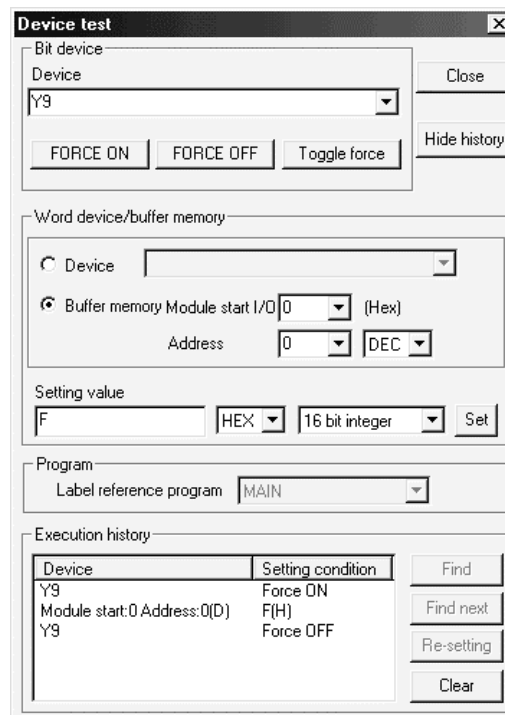 Device test
Bit device
Device
Y9
Close
FORCE ON FORCE OFF Toggle force
Hide history
Word device/buffer memory
Device
Buffer memory Module start I/O 0 (Hex)
Address 0 DEC
Setting value
F HEX 16 bit integer Set
Program
Label reference program MAIN
Execution history
Device Setting condition
Y9 Force ON
Module start:0 Address:0(D) F(H)
Y9 Force OFF
Find
Find next
Re-setting
Clear